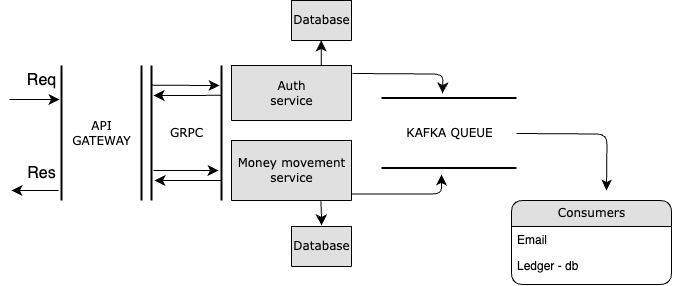 Database
Req
Res
API
GATEWAY
GRPC
Auth
service
Money movement
service
Database
KAFKA QUEUE
Consumers
Email
Ledger - db